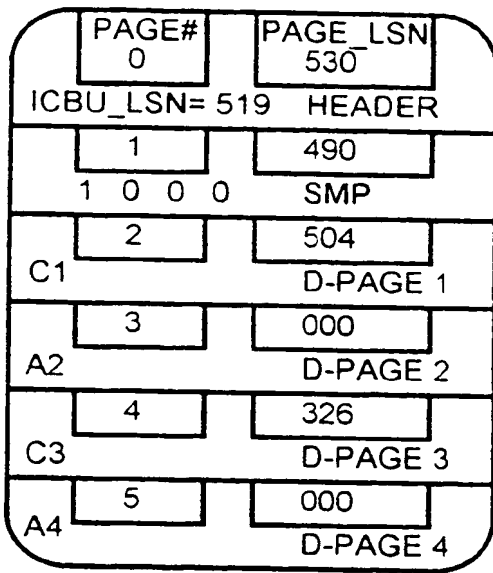 PAGE# PAGE_LSN
0 530
ICBU_LSN= 519 HEADER
1 490
1 0 0 0 SMP
2 504
C1 D-PAGE 1
3 000
A2 D-PAGE 2
4 326
C3 D-PAGE 3
5 000
A4 D-PAGE 4